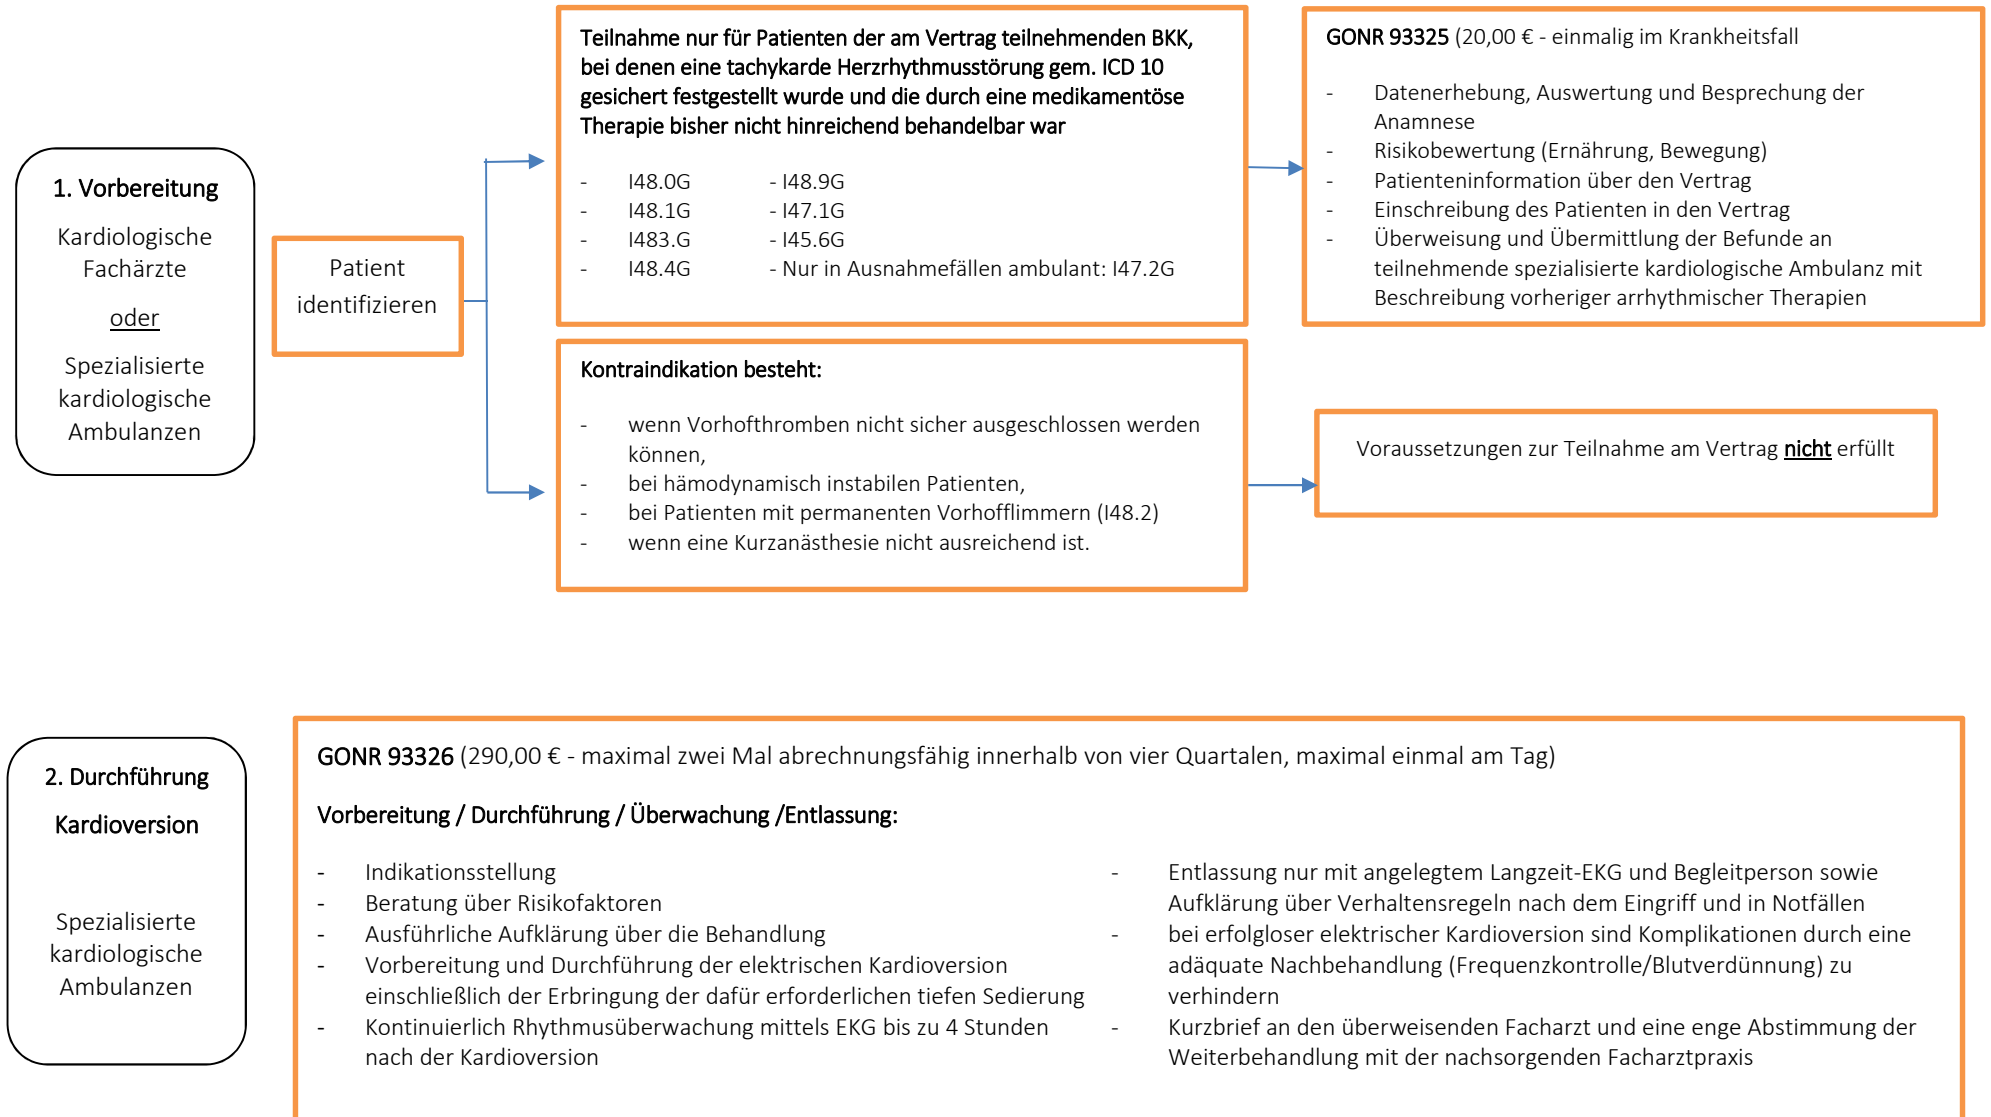 1. Vorbereitung
Kardiologische
Fachärzte
oder
Spezialisierte
kardiologische
Ambulanzen
Patient
identifizieren
Teilnahme nur für Patienten der am Vertrag teilnehmenden BKK,
bei denen eine tachykarde Herzrhythmusstörung gem. ICD 10
gesichert festgestellt wurde und die durch eine medikamentöse
Therapie bisher nicht hinreichend behandelbar war
- I48.0G - I48.9G
- I48.1G - I47.1G
- I483.G - I45.6G
- I48.4G - Nur in Ausnahmefällen ambulant: I47.2G
GONR 93325 (20,00 € - einmalig im Krankheitsfall
- Datenerhebung, Auswertung und Besprechung der
Anamnese
- Risikobewertung (Ernährung, Bewegung)
- Patienteninformation über den Vertrag
- Einschreibung des Patienten in den Vertrag
- Überweisung und Übermittlung der Befunde an
teilnehmende spezialisierte kardiologische Ambulanz mit
Beschreibung vorheriger arrhythmischer Therapien
Kontraindikation besteht:
- wenn Vorhofthromben nicht sicher ausgeschlossen werden
können,
- bei hämodynamisch instabilen Patienten,
- bei Patienten mit permanenten Vorhofflimmern (I48.2)
- wenn eine Kurzanästhesie nicht ausreichend ist.
Voraussetzungen zur Teilnahme am Vertrag nicht erfüllt
2. Durchführung
Kardioversion
Spezialisierte
kardiologische
Ambulanzen
GONR 93326 (290,00 € - maximal zwei Mal abrechnungsfähig innerhalb von vier Quartalen, maximal einmal am Tag)
Vorbereitung / Durchführung / Überwachung /Entlassung:
- Indikationsstellung
- Beratung über Risikofaktoren
- Ausführliche Aufklärung über die Behandlung
- Vorbereitung und Durchführung der elektrischen Kardioversion
einschließlich der Erbringung der dafür erforderlichen tiefen Sedierung
- Kontinuierlich Rhythmusüberwachung mittels EKG bis zu 4 Stunden
nach der Kardioversion
- Entlassung nur mit angelegtem Langzeit-EKG und Begleitperson sowie
Aufklärung über Verhaltensregeln nach dem Eingriff und in Notfällen
- bei erfolgloser elektrischer Kardioversion sind Komplikationen durch eine
adäquate Nachbehandlung (Frequenzkontrolle/Blutverdünnung) zu
verhindern
- Kurzbrief an den überweisenden Facharzt und eine enge Abstimmung der
Weiterbehandlung mit der nachsorgenden Facharztpraxis